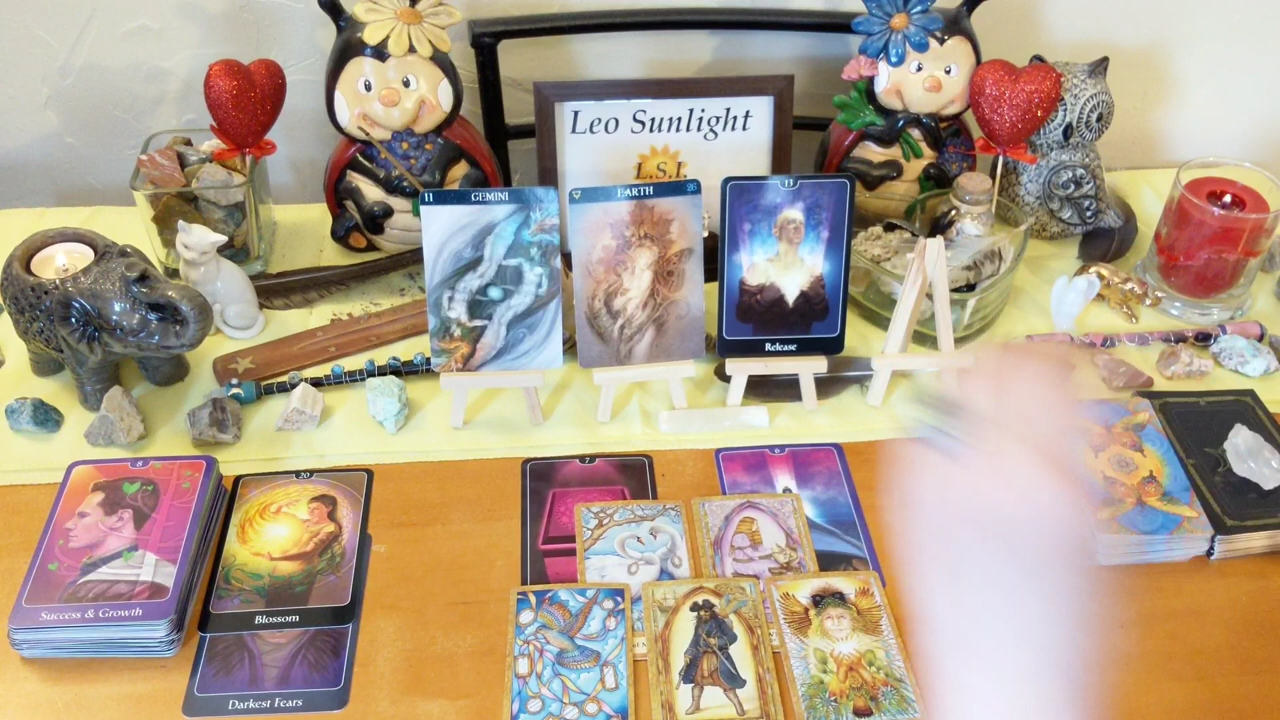 Leo Sunlight
L.S.I.
11 GEMINI
EARTH 26
13
Release
8
Success & Growth
20
Blossom
Darkest Fears
7
6